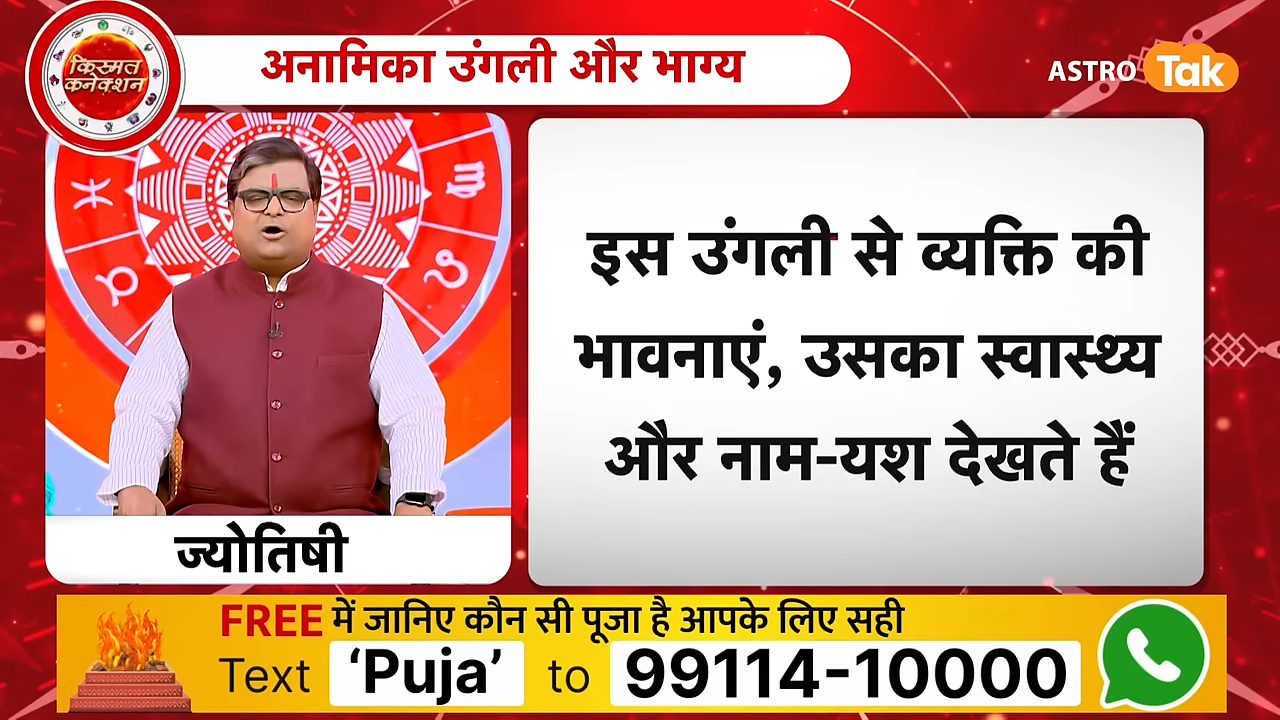 किस्मत
कनेक्शन
अनामिका उंगली और भाग्य
ASTRO Tak
इस उंगली से व्यक्ति की
भावनाएं, उसका स्वास्थ्य
और नाम-यश देखते हैं
ज्योतिषी
FREE में जानिए कौन सी पूजा है आपके लिए सही
Text 'Puja' to 99114-10000